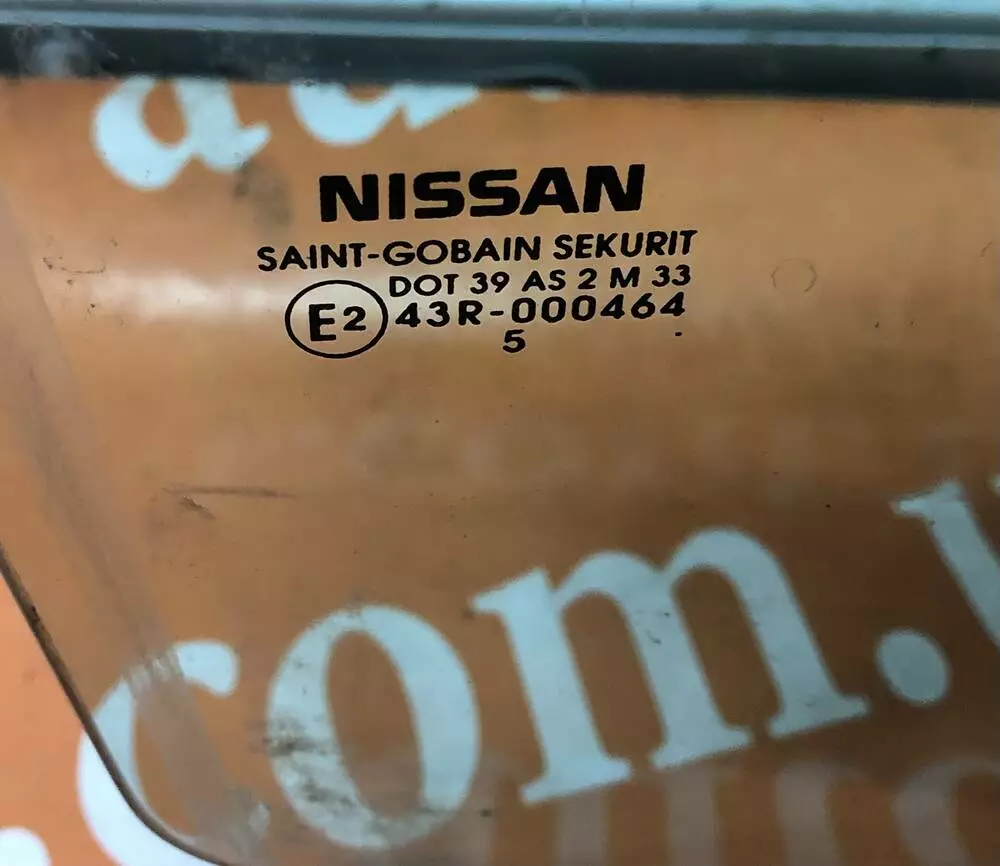 NISSAN
SAINT-GOBAIN SEKURIT
DOT 39 AS 2 M 33
E2 43R-000464
5
com.